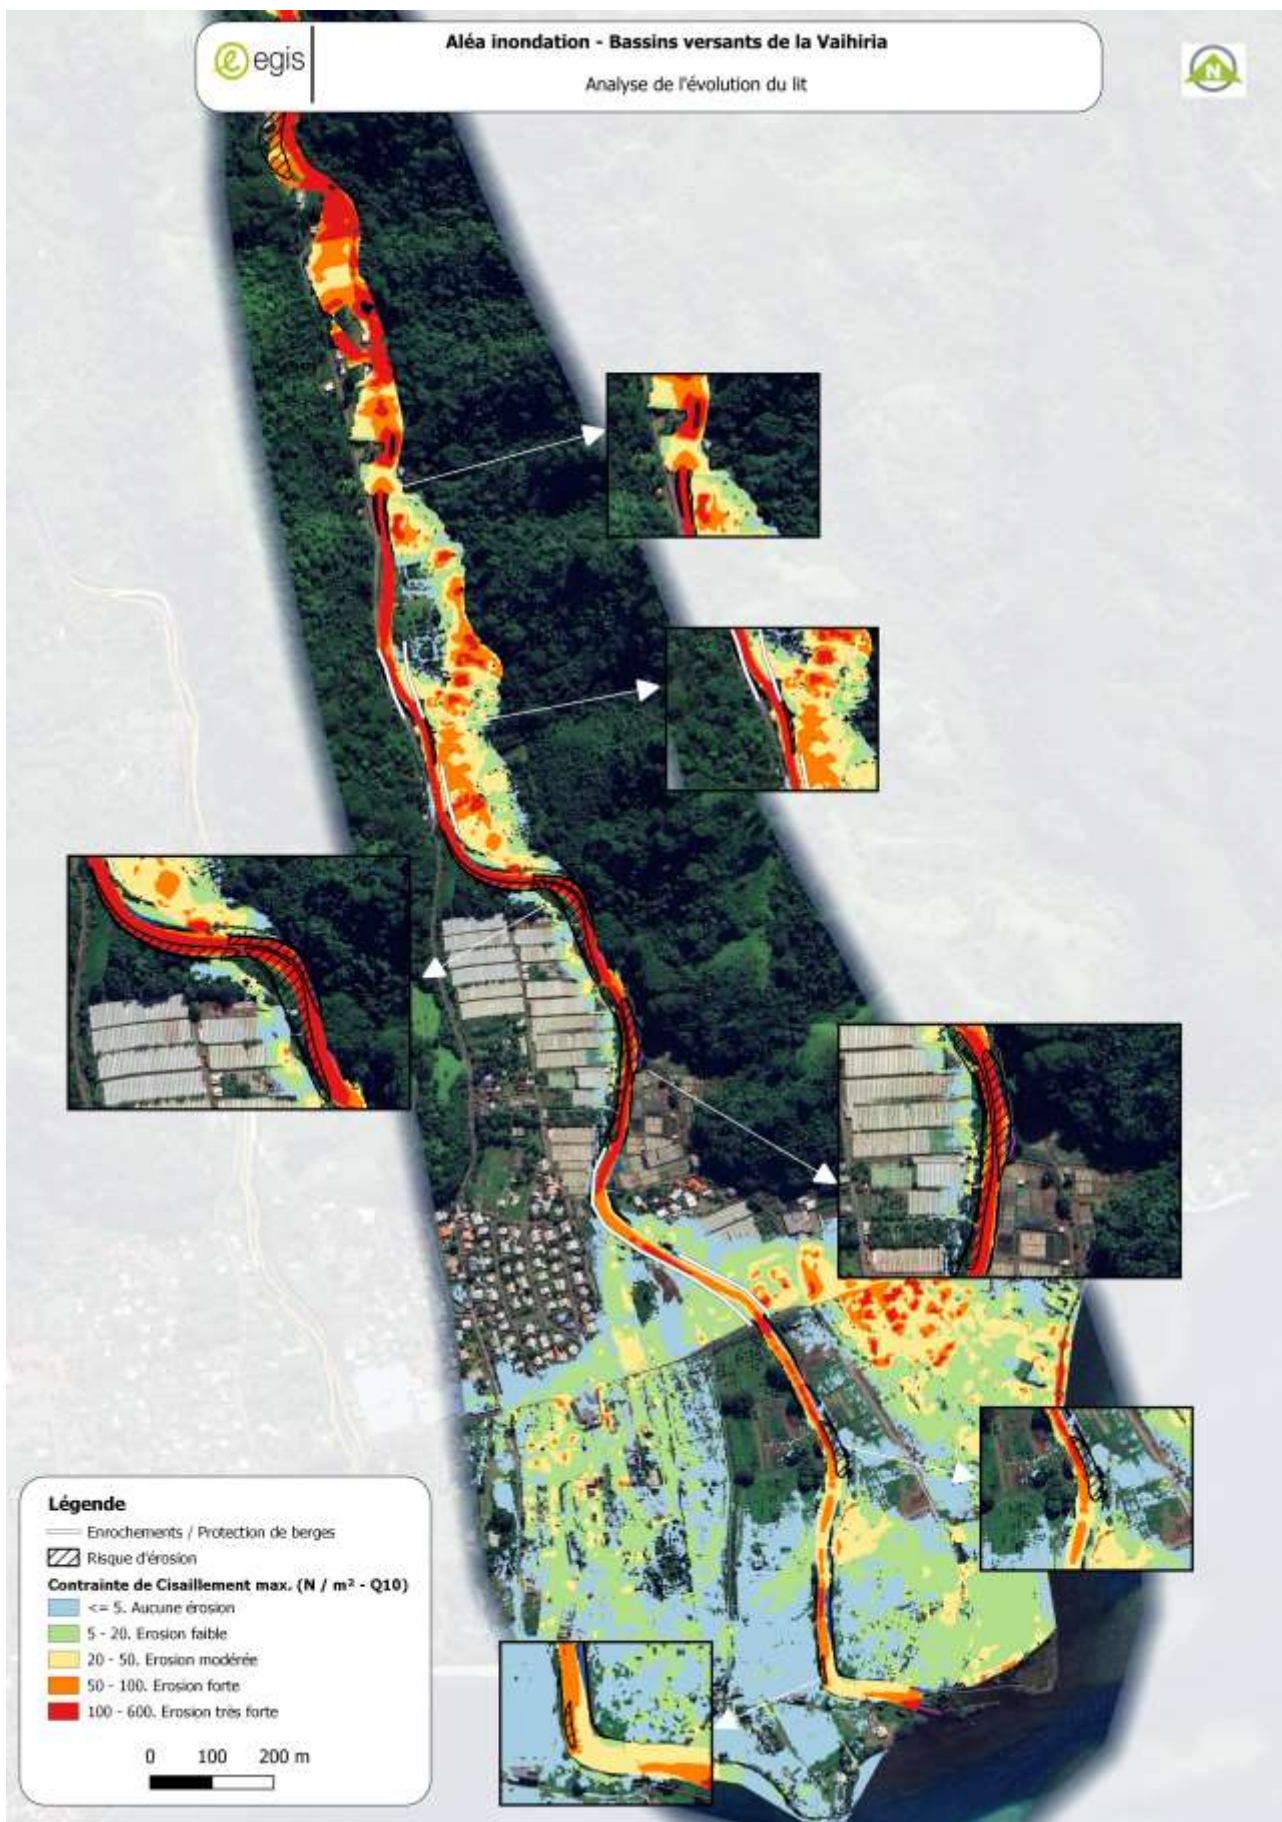 egis
Aléa inondation - Bassins versants de la Vaihiria
Analyse de l'évolution du lit
N
Légende
Enrochements / Protection de berges
Risque d'érosion
Contrainte de Cisaillement max. (N / m² - Q10)
<= 5. Aucune érosion
5 - 20. Erosion faible
20 - 50. Erosion modérée
50 - 100. Erosion forte
100 - 600. Erosion très forte
0 100 200 m